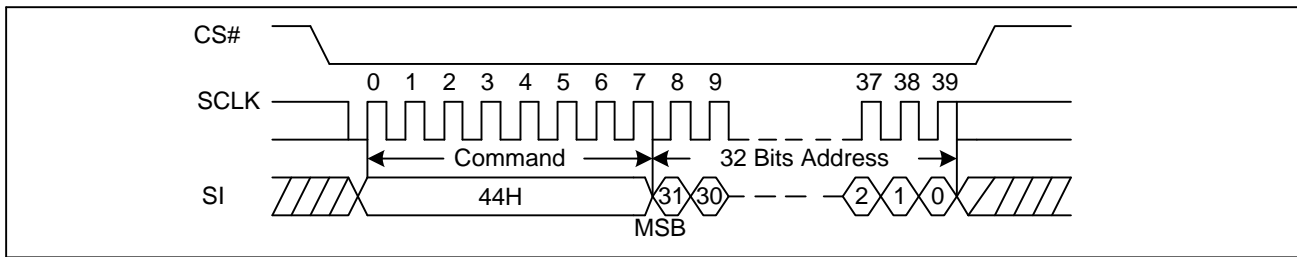 CS#
0 1 2 3 4 5 6 7 8 9 37 38 39
SCLK
Command 32 Bits Address
SI 44H 31 30 2 1 0
MSB